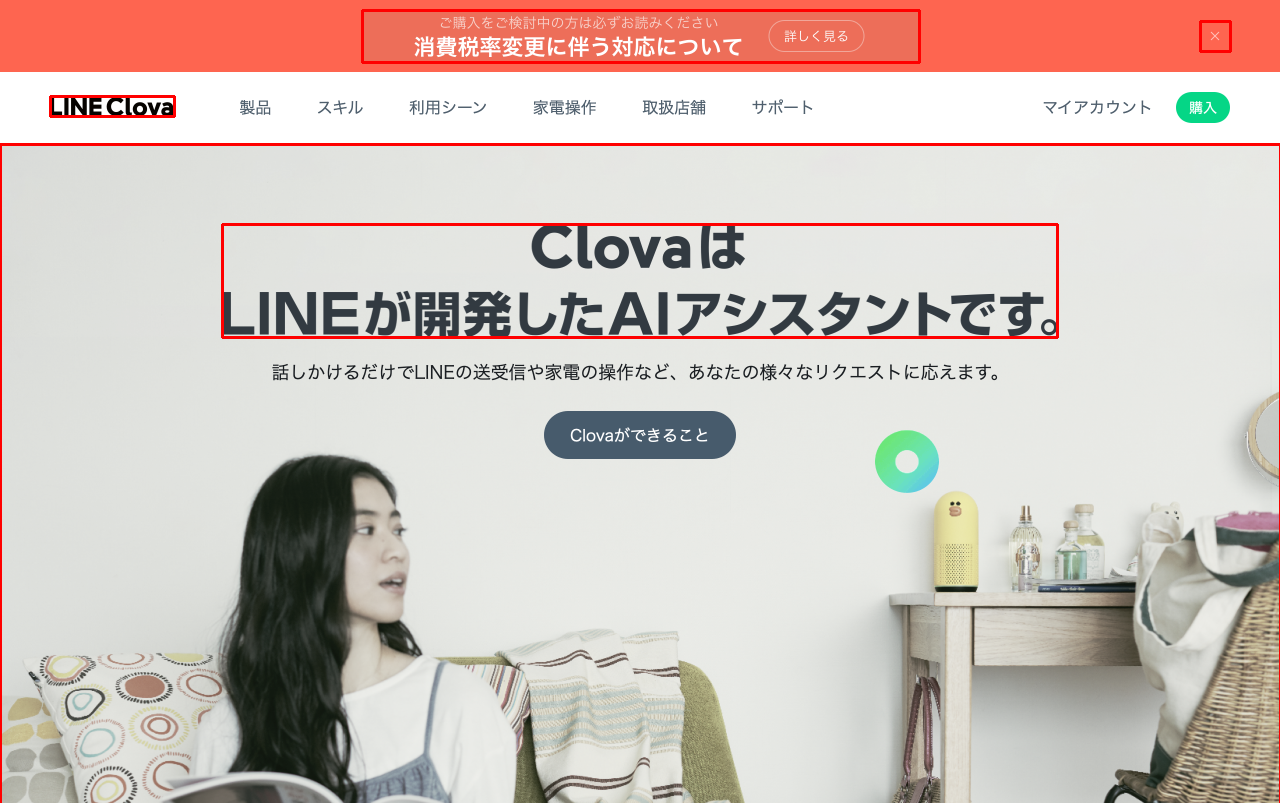 ご購入をご検討中の方は必ずお読みください
消費税率変更に伴う対応について
詳しく見る
×
LINE Clova
製品
スキル
利用シーン
家電操作
取扱店舗
サポート
マイアカウント
購入
Clovaは
LINEが開発したAIアシスタントです。
話しかけるだけでLINEの送受信や家電の操作など、あなたの様々なリクエストに応えます。
Clovaができること